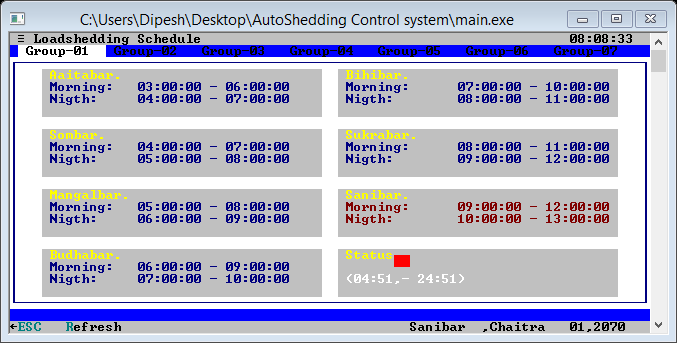 C:\Users\Dipesh\Desktop\AutoShedding Control system\main.exe
≡ Loadshedding Schedule 08:08:33
Group-01 Group-02 Group-03 Group-04 Group-05 Group-06 Group-07
Aaitabar.
Morning: 03:00:00 - 06:00:00
Nigth: 04:00:00 - 07:00:00
Bihibar.
Morning: 07:00:00 - 10:00:00
Nigth: 08:00:00 - 11:00:00
Sombar.
Morning: 04:00:00 - 07:00:00
Nigth: 05:00:00 - 08:00:00
Sukrabar.
Morning: 08:00:00 - 11:00:00
Nigth: 09:00:00 - 12:00:00
Mangalbar.
Morning: 05:00:00 - 08:00:00
Nigth: 06:00:00 - 09:00:00
Sanibar.
Morning: 09:00:00 - 12:00:00
Nigth: 10:00:00 - 13:00:00
Budhabar.
Morning: 06:00:00 - 09:00:00
Nigth: 07:00:00 - 10:00:00
Status
(04:51,- 24:51)
←ESC Refresh Sanibar ,Chaitra 01,2070